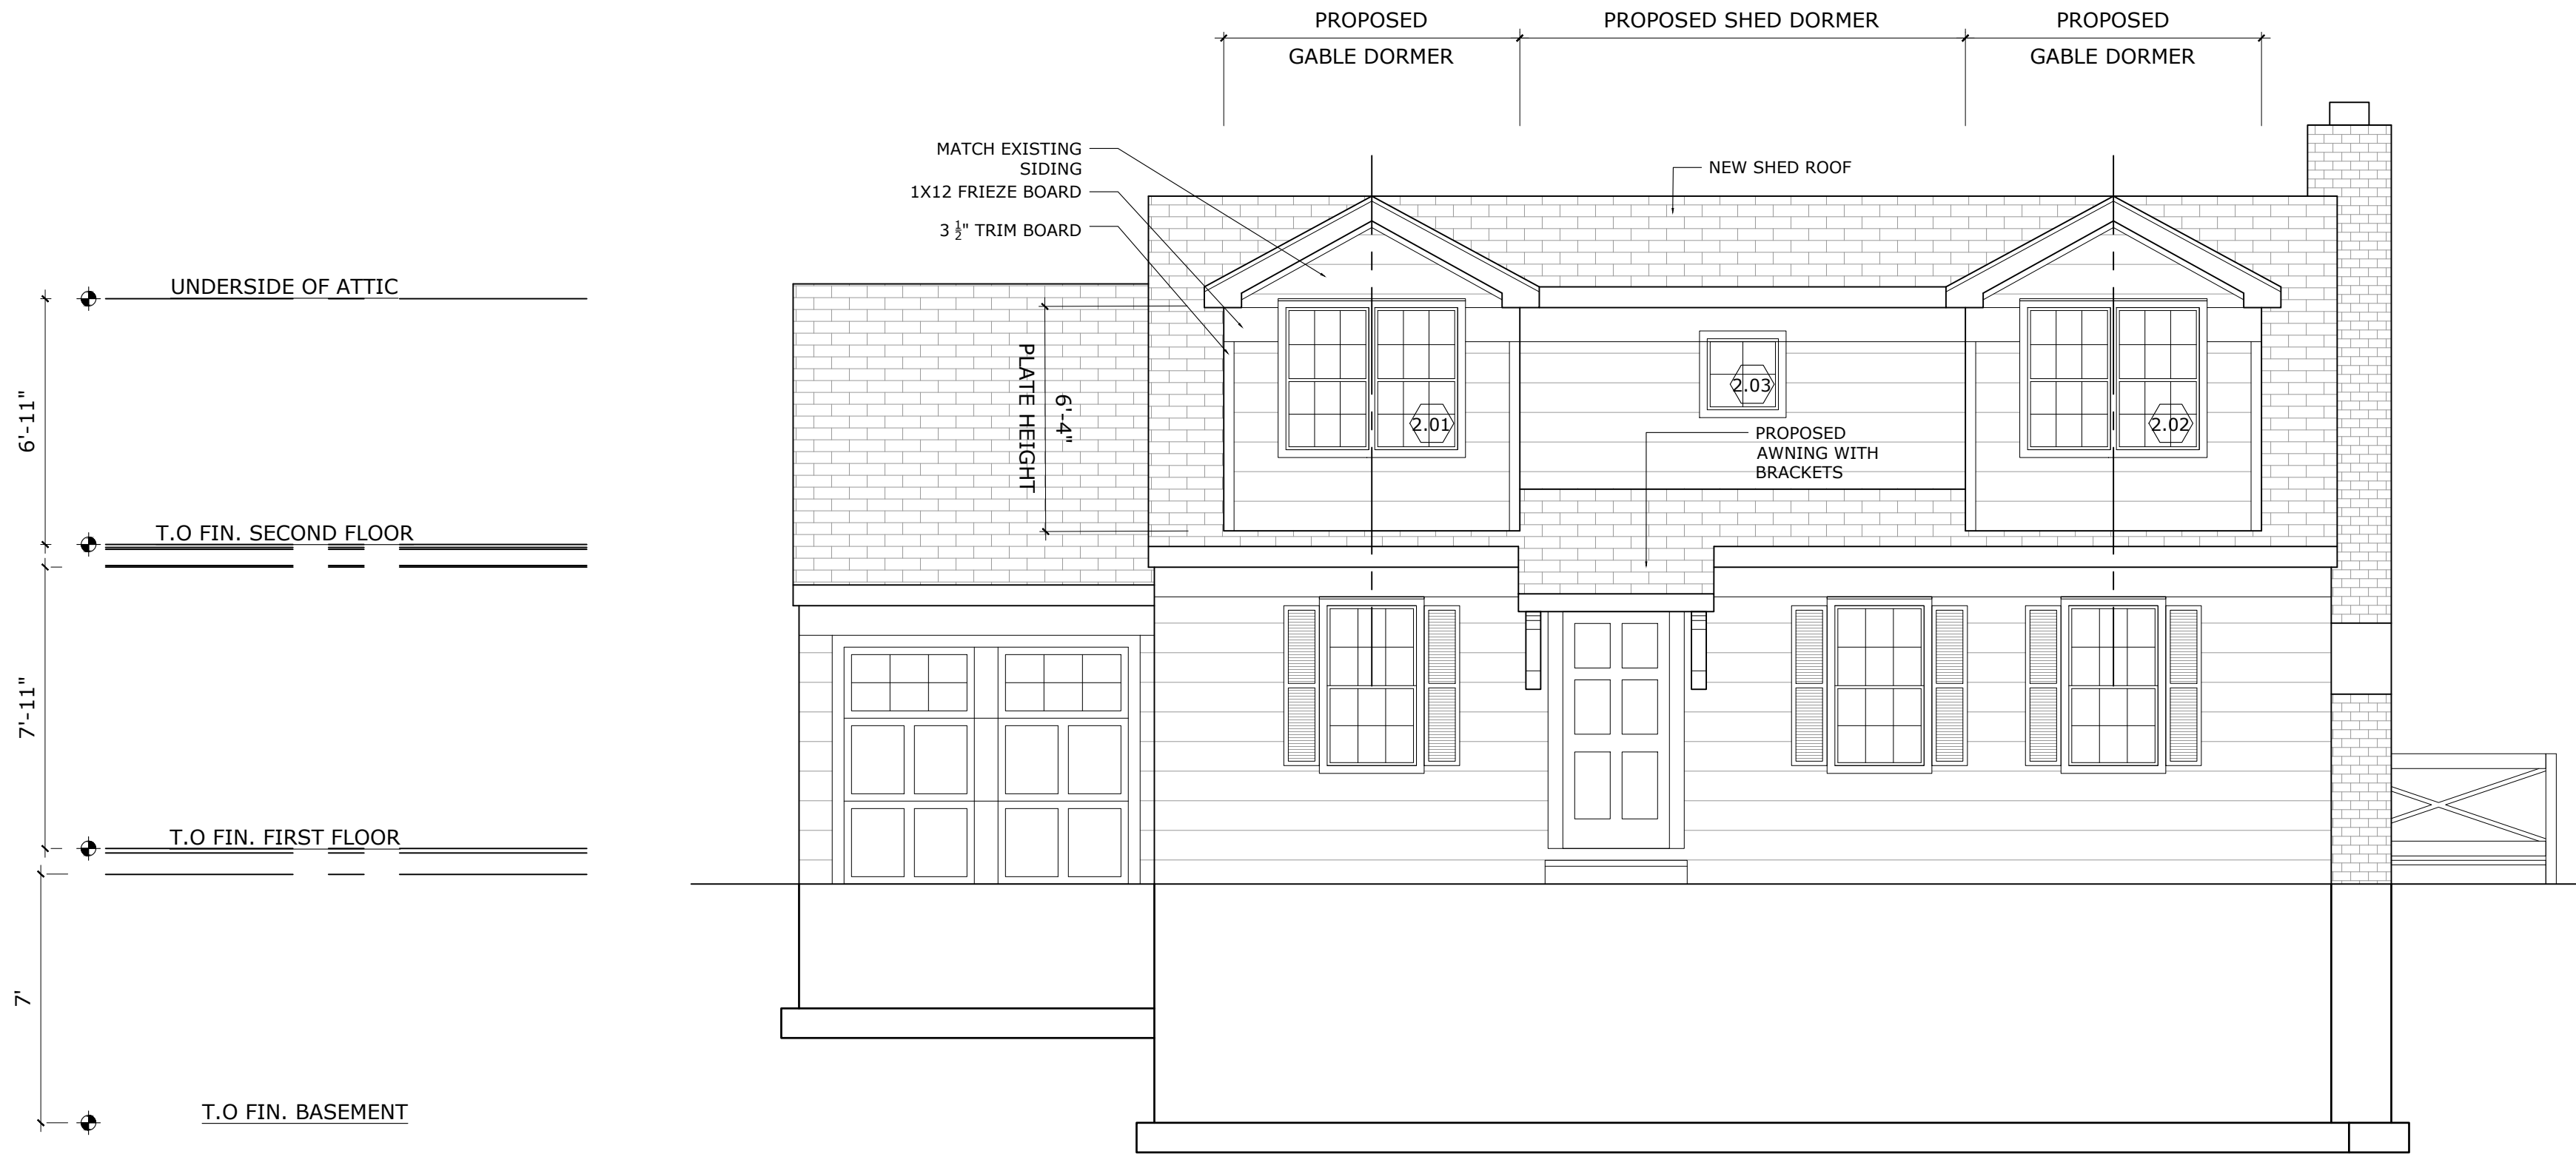 PROPOSED
GABLE DORMER
PROPOSED SHED DORMER
PROPOSED
GABLE DORMER
MATCH EXISTING
SIDING
1X12 FRIEZE BOARD
3 ½" TRIM BOARD
NEW SHED ROOF
UNDERSIDE OF ATTIC
6'-11"
PLATE HEIGHT
6'-4"
2.01
2.03
2.02
PROPOSED
AWNING WITH
BRACKETS
T.O FIN. SECOND FLOOR
7'-11"
T.O FIN. FIRST FLOOR
7'
T.O FIN. BASEMENT